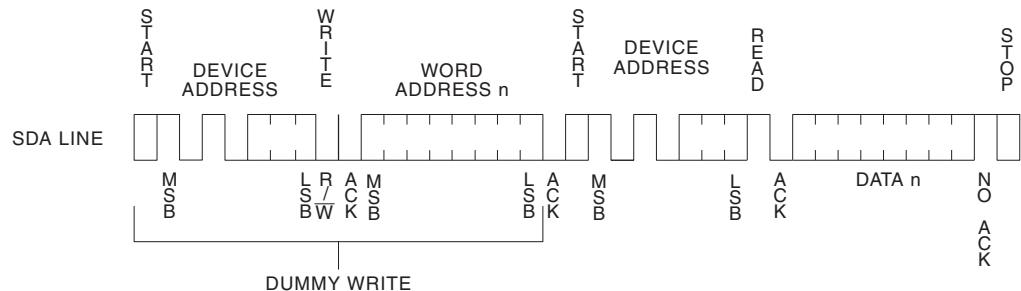 START
DEVICE
ADDRESS
WRITE
WORD
ADDRESS n
START
DEVICE
ADDRESS
READ
STOP
SDA LINE
MSB
LSB
R/W
ACK
MSB
LSB
ACK
MSB
LSB
ACK
DATA n
NO ACK
DUMMY WRITE